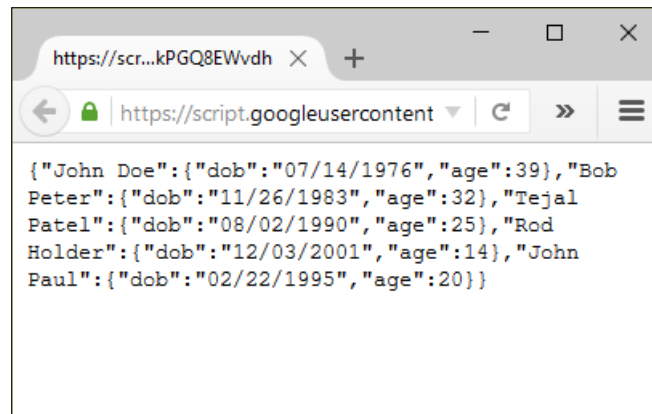 https://scr...kPGQ8EWvdh
https://script.googleusercontent
{"John Doe":{"dob":"07/14/1976","age":39},"Bob
Peter":{"dob":"11/26/1983","age":32},"Tejal
Patel":{"dob":"08/02/1990","age":25},"Rod
Holder":{"dob":"12/03/2001","age":14},"John
Paul":{"dob":"02/22/1995","age":20}}